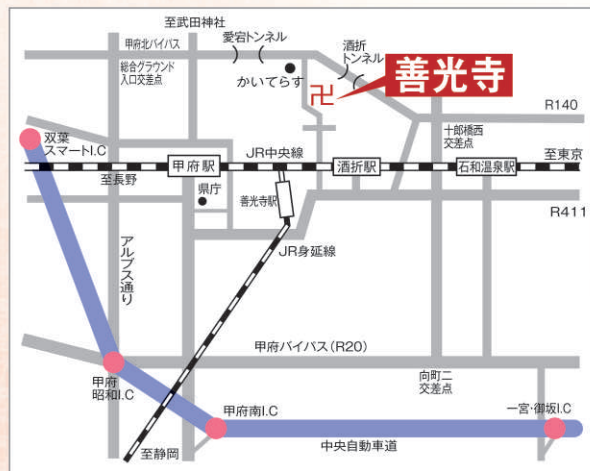 至武田神社
愛宕トンネル
酒折
トンネル
甲府北バイパス
総合グラウンド
入口交差点
かいてらす
卍
善光寺
R140
双葉
スマートI.C
十郎橋西
交差点
至東京
JR中央線
甲府駅
酒折駅
石和温泉駅
至長野
県庁
善光寺駅
R411
JR身延線
アルプス通り
甲府バイパス(R20)
甲府
昭和I.C
向町二
交差点
甲府南I.C
一宮・御坂I.C
中央自動車道
至静岡